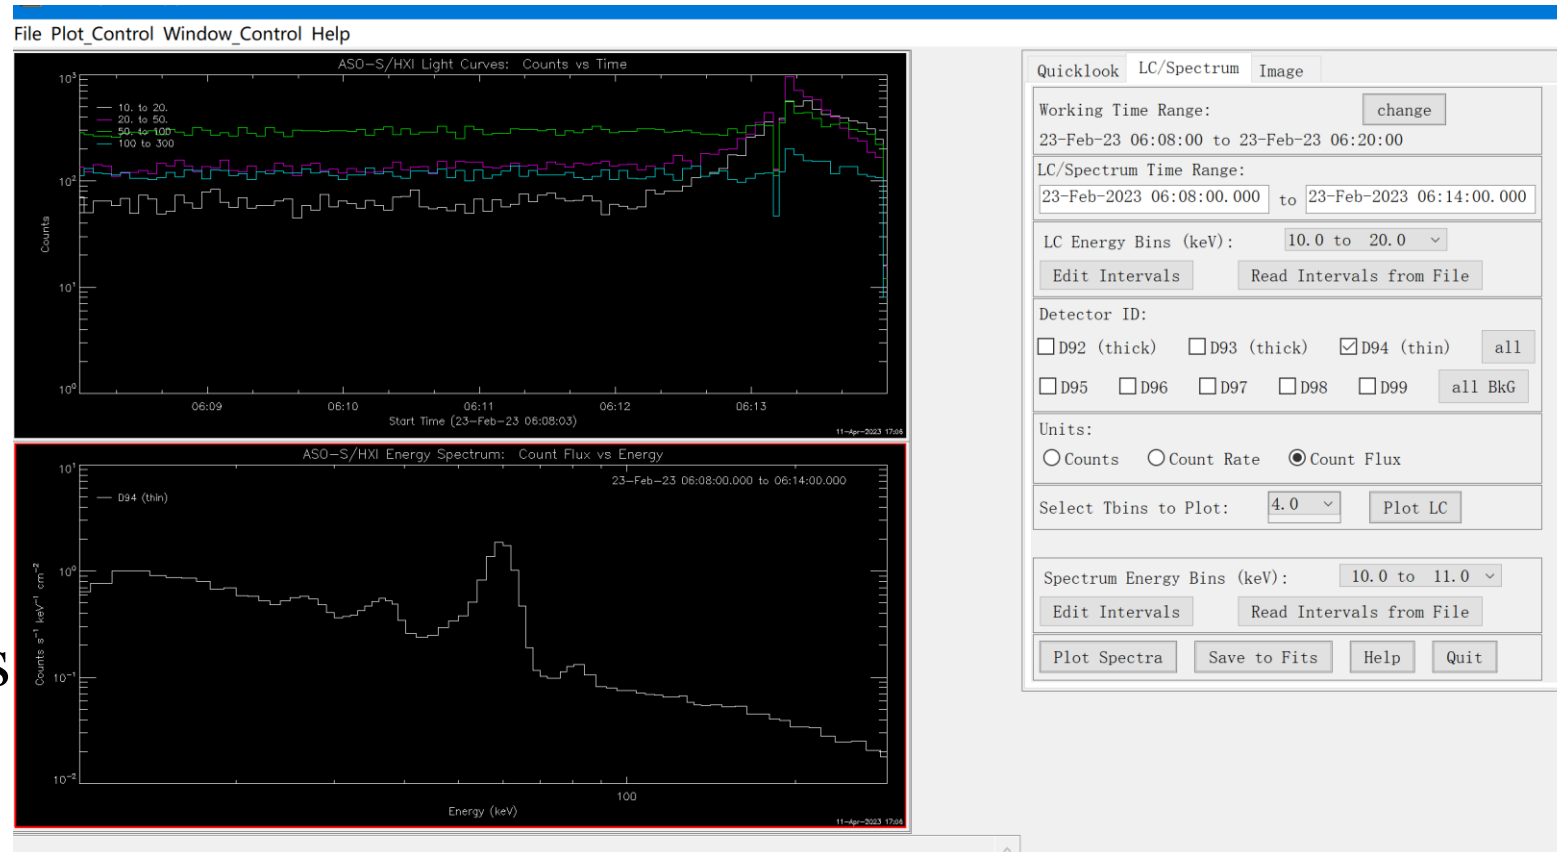 File Plot_Control Window_Control Help
ASO-S/HXI Light Curves: Counts vs Time
10³
10. to 20.
20. to 50.
50. to 100
100 to 300
10²
Counts
10¹
10⁰
06:09 06:10 06:11 06:12 06:13
Start Time (23-Feb-23 06:08:03)
11-Apr-2023 17:06
ASO-S/HXI Energy Spectrum: Count Flux vs Energy
10¹
23-Feb-23 06:08:00.000 to 06:14:00.000
D94 (thin)
10⁰
Counts s⁻¹ keV⁻¹ cm⁻²
10⁻¹
10⁻²
100
Energy (keV)
11-Apr-2023 17:06
s
Quicklook LC/Spectrum Image
Working Time Range: change
23-Feb-23 06:08:00 to 23-Feb-23 06:20:00
LC/Spectrum Time Range:
23-Feb-2023 06:08:00.000 to 23-Feb-2023 06:14:00.000
LC Energy Bins (keV): 10.0 to 20.0
Edit Intervals Read Intervals from File
Detector ID:
D92 (thick) D93 (thick) D94 (thin) all
D95 D96 D97 D98 D99 all BkG
Units:
Counts Count Rate Count Flux
Select Tbins to Plot: 4.0 Plot LC
Spectrum Energy Bins (keV): 10.0 to 11.0
Edit Intervals Read Intervals from File
Plot Spectra Save to Fits Help Quit